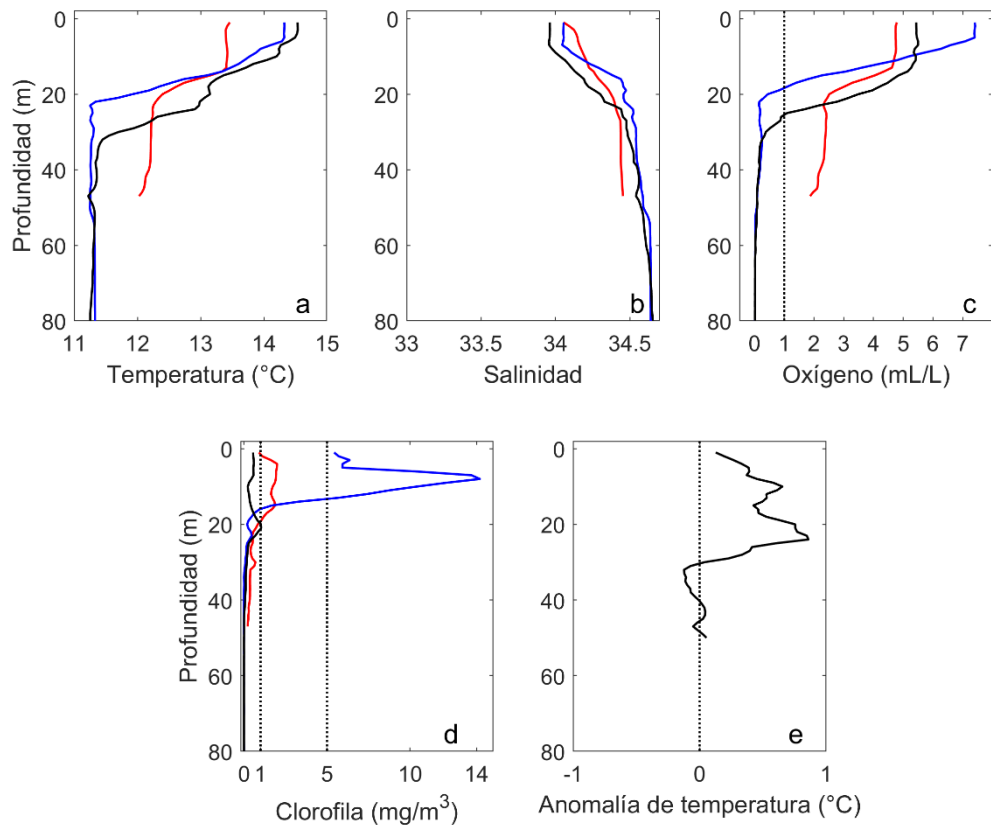 0
20
40
60
80
Profundidad (m)
11 12 13 14 15
Temperatura (°C)
a
0
20
40
60
80
33 33.5 34 34.5
Salinidad
b
0
20
40
60
80
0 1 2 3 4 5 6 7
Oxígeno (mL/L)
c
0
20
40
60
80
Profundidad (m)
0 1 5 10 14
Clorofila (mg/m³)
d
0
20
40
60
80
-1 0 1
Anomalía de temperatura (°C)
e